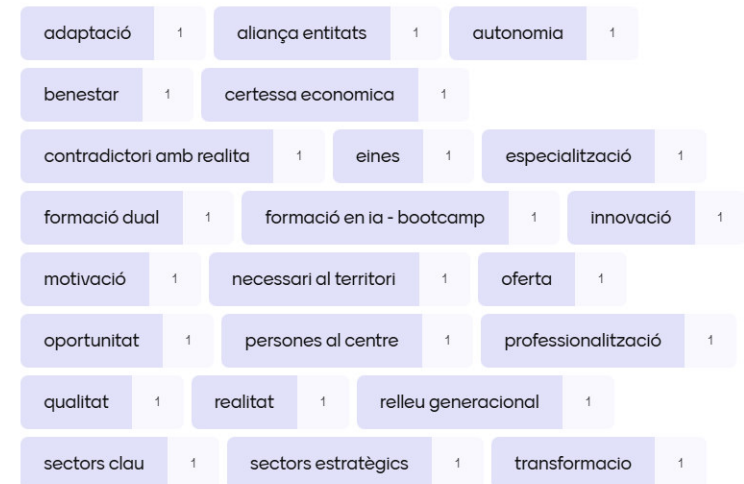 adaptació 1 aliança entitats 1 autonomia 1
benestar 1 certessa economica 1
contradictori amb realita 1 eines 1 especialització 1
formació dual 1 formació en ia - bootcamp 1 innovació 1
motivació 1 necessari al territori 1 oferta 1
oportunitat 1 persones al centre 1 professionalització 1
qualitat 1 realitat 1 relleu generacional 1
sectors clau 1 sectors estratègics 1 transformacio 1